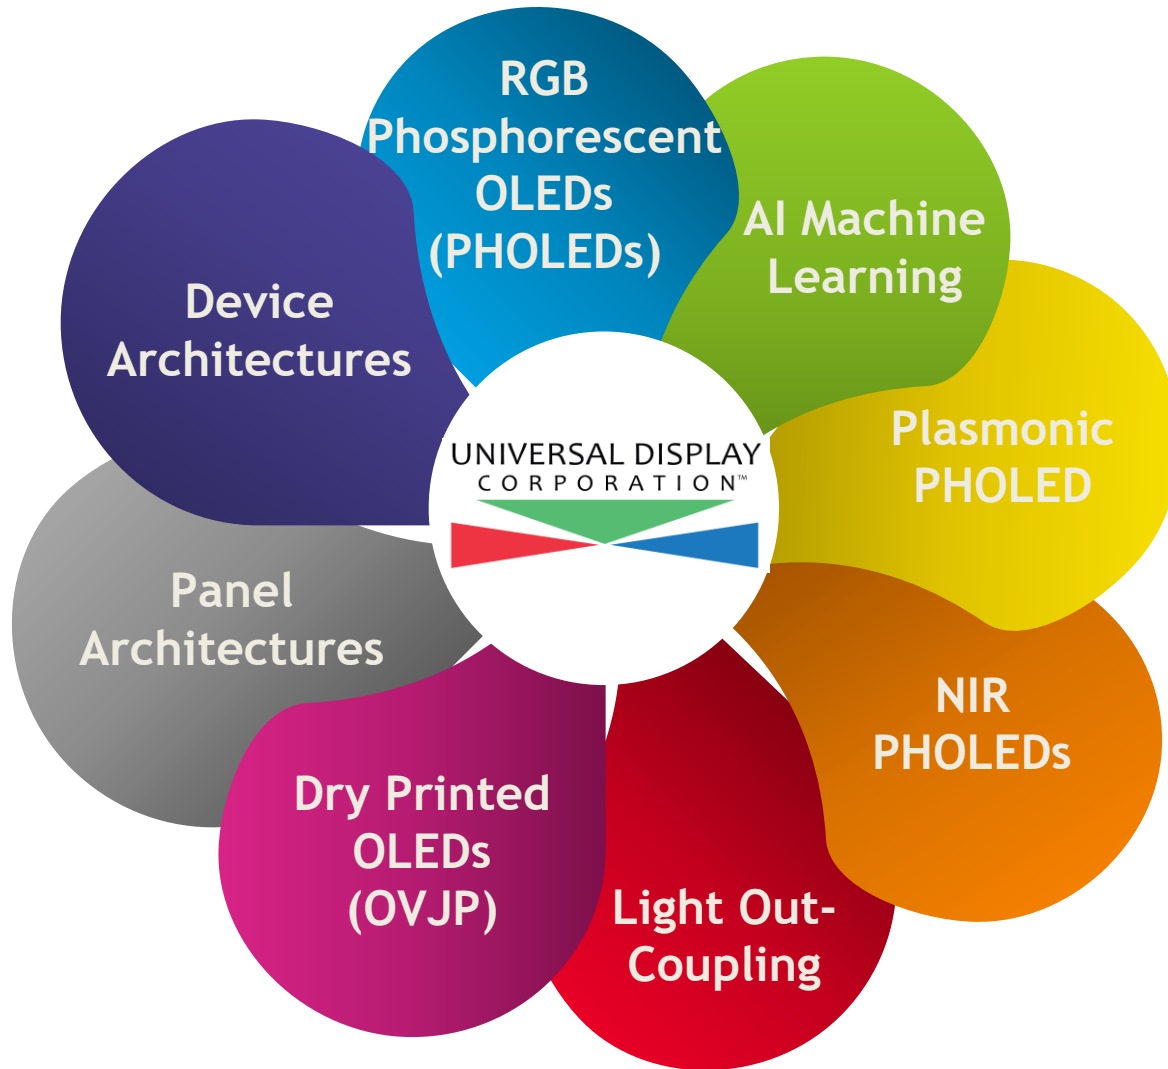 RGB
Phosphorescent
OLEDs
(PHOLEDs)
AI Machine
Learning
Plasmonic
PHOLED
NIR
PHOLEDs
Light Out-
Coupling
Dry Printed
OLEDs
(OVJP)
Panel
Architectures
Device
Architectures
UNIVERSAL DISPLAY
CORPORATION™